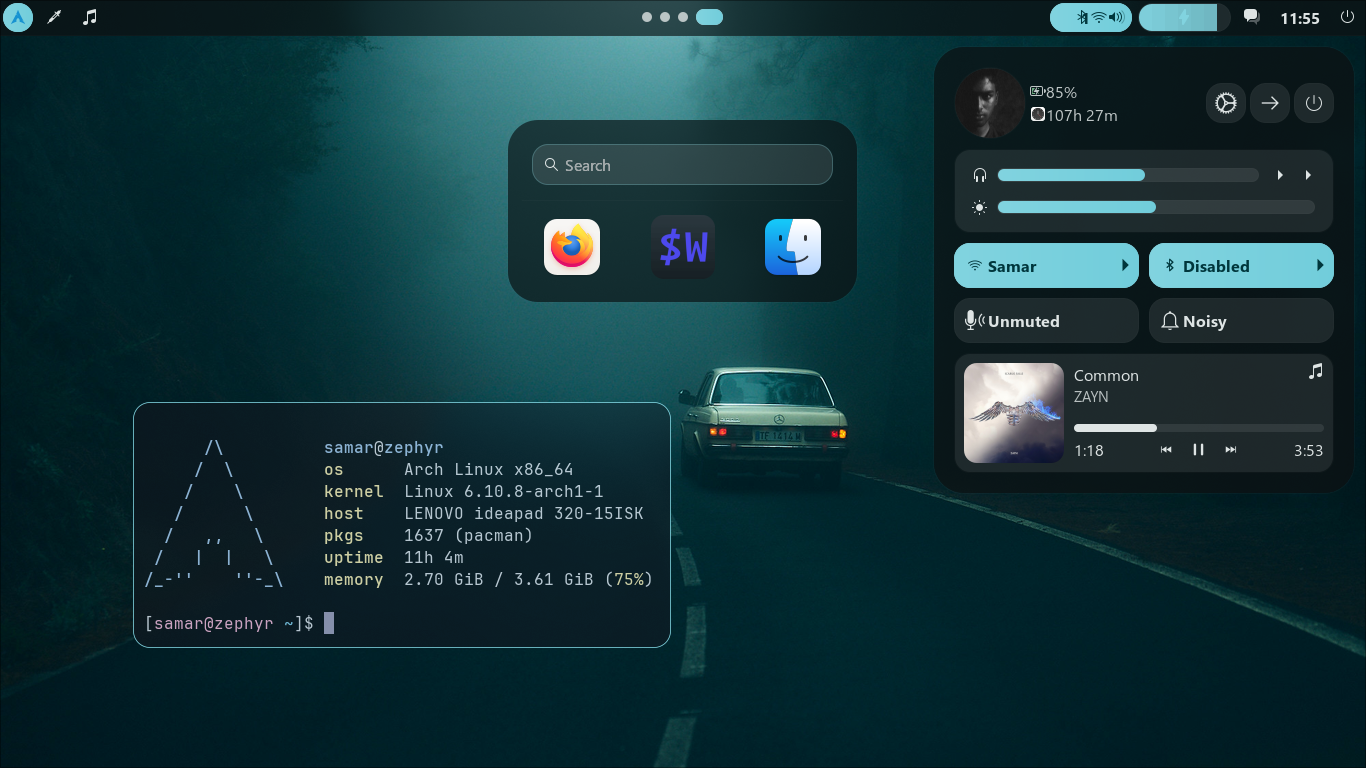 11:55
85%
107h 27m
Search
$W
Samar
Disabled
Unmuted
Noisy
Common
ZAYN
1:18
3:53
samar@zephyr
os Arch Linux x86_64
kernel Linux 6.10.8-arch1-1
host LENOVO ideapad 320-15ISK
pkgs 1637 (pacman)
uptime 11h 4m
memory 2.70 GiB / 3.61 GiB (75%)
[samar@zephyr ~]$